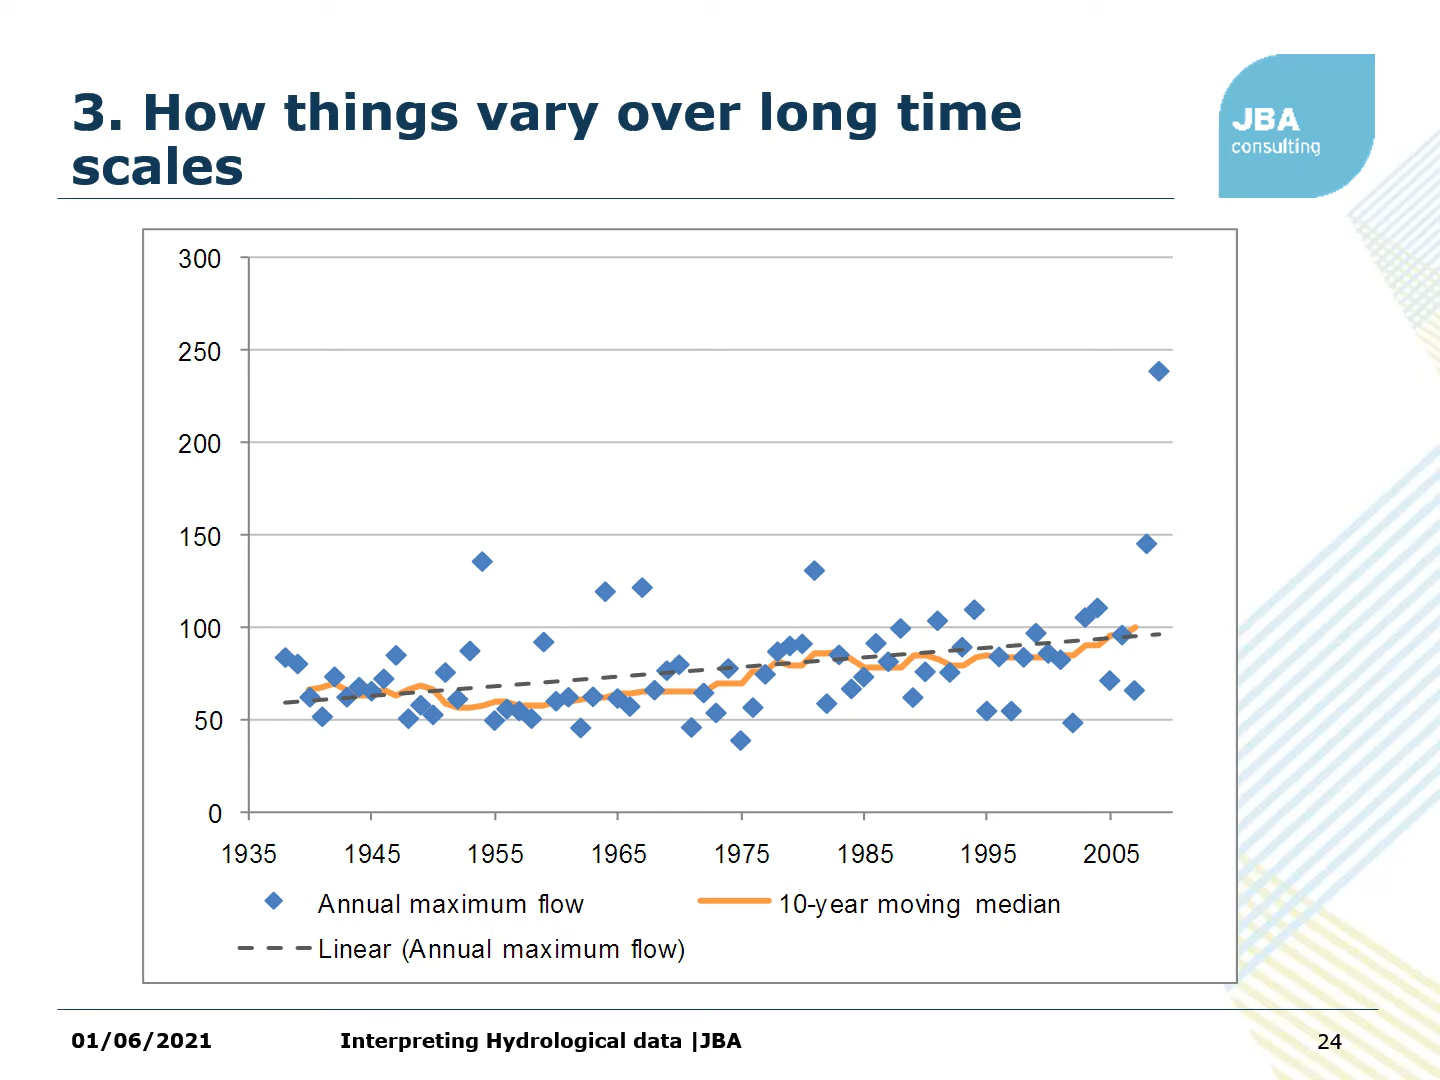 3. How things vary over long time
scales
JBA
consulting
300
250
200
150
100
50
0
1935 1945 1955 1965 1975 1985 1995 2005
Annual maximum flow 10-year moving median
Linear (Annual maximum flow)
01/06/2021 Interpreting Hydrological data |JBA 24